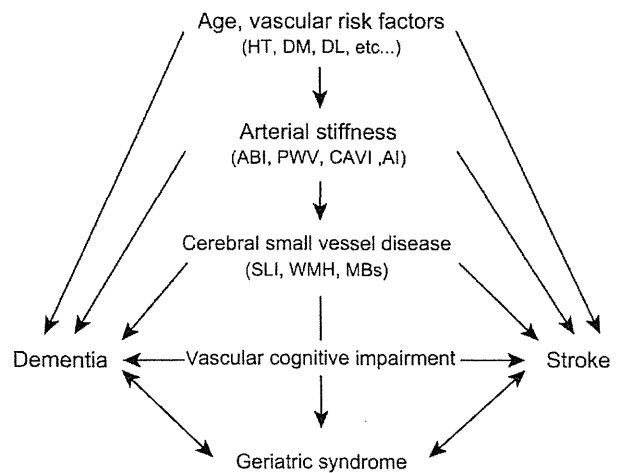 Age, vascular risk factors
(HT, DM, DL, etc...)
Arterial stiffness
(ABI, PWV, CAVI ,AI)
Cerebral small vessel disease
(SLI, WMH, MBs)
Dementia
Vascular cognitive impairment
Stroke
Geriatric syndrome